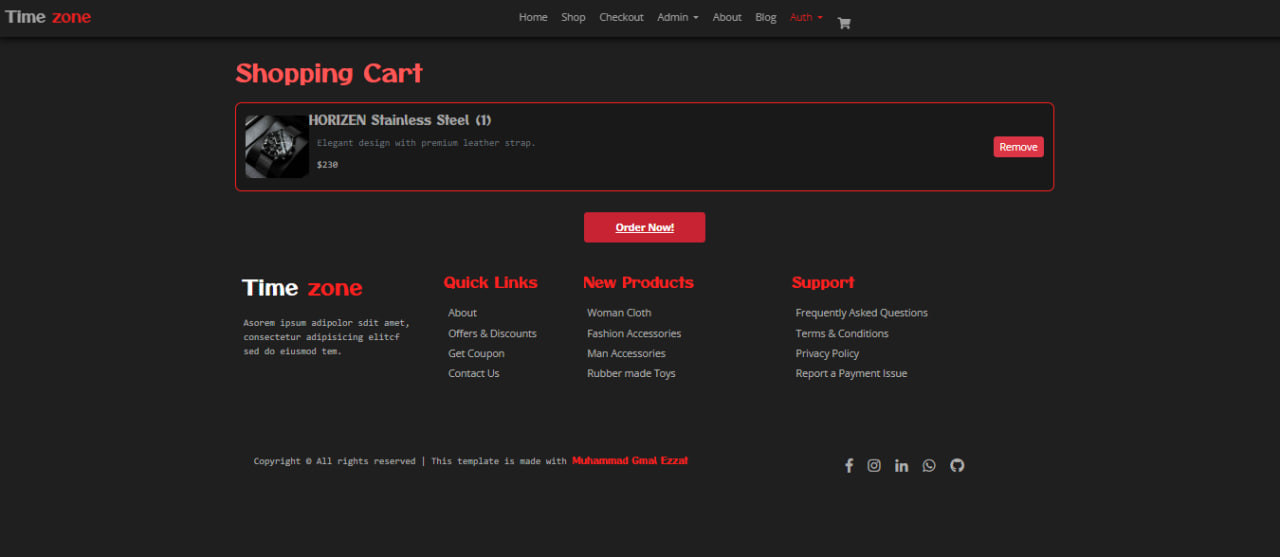 Time zone
Home Shop Checkout Admin About Blog Auth
Shopping Cart
HORIZEN Stainless Steel (1)
Elegant design with premium leather strap.
$230
Remove
Order Now!
Time zone
Asorem ipsum adipolor sdit amet,
consectetur adipisicing elitcf
sed do eiusmod tem.
Quick Links
About
Offers & Discounts
Get Coupon
Contact Us
New Products
Woman Cloth
Fashion Accessories
Man Accessories
Rubber made Toys
Support
Frequently Asked Questions
Terms & Conditions
Privacy Policy
Report a Payment Issue
Copyright © All rights reserved | This template is made with Muhammad Gmal Ezzat